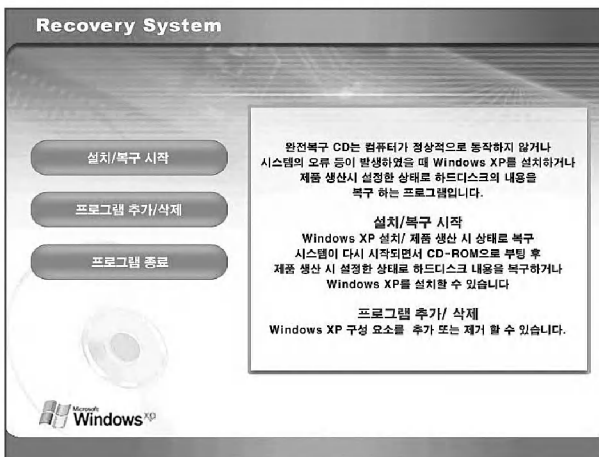 Recovery System
설치/복구 시작
프로그램 추가/삭제
프로그램 종료
완전복구 CD는 컴퓨터가 정상적으로 동작하지 않거나
시스템의 오류 등이 발생하였을 때 Windows XP를 설치하거나
제품 생산시 설정한 상태로 하드디스크의 내용을
복구 하는 프로그램입니다.
설치/복구 시작
Windows XP 설치/ 제품 생산 시 상태로 복구
시스템이 다시 시작되면서 CD-ROM으로 부팅 후
제품 생산 시 설정한 상태로 하드디스크 내용을 복구하거나
Windows XP를 설치할 수 있습니다
프로그램 추가/ 삭제
Windows XP 구성 요소를 추가 또는 제거 할 수 있습니다.
Microsoft
Windows xp